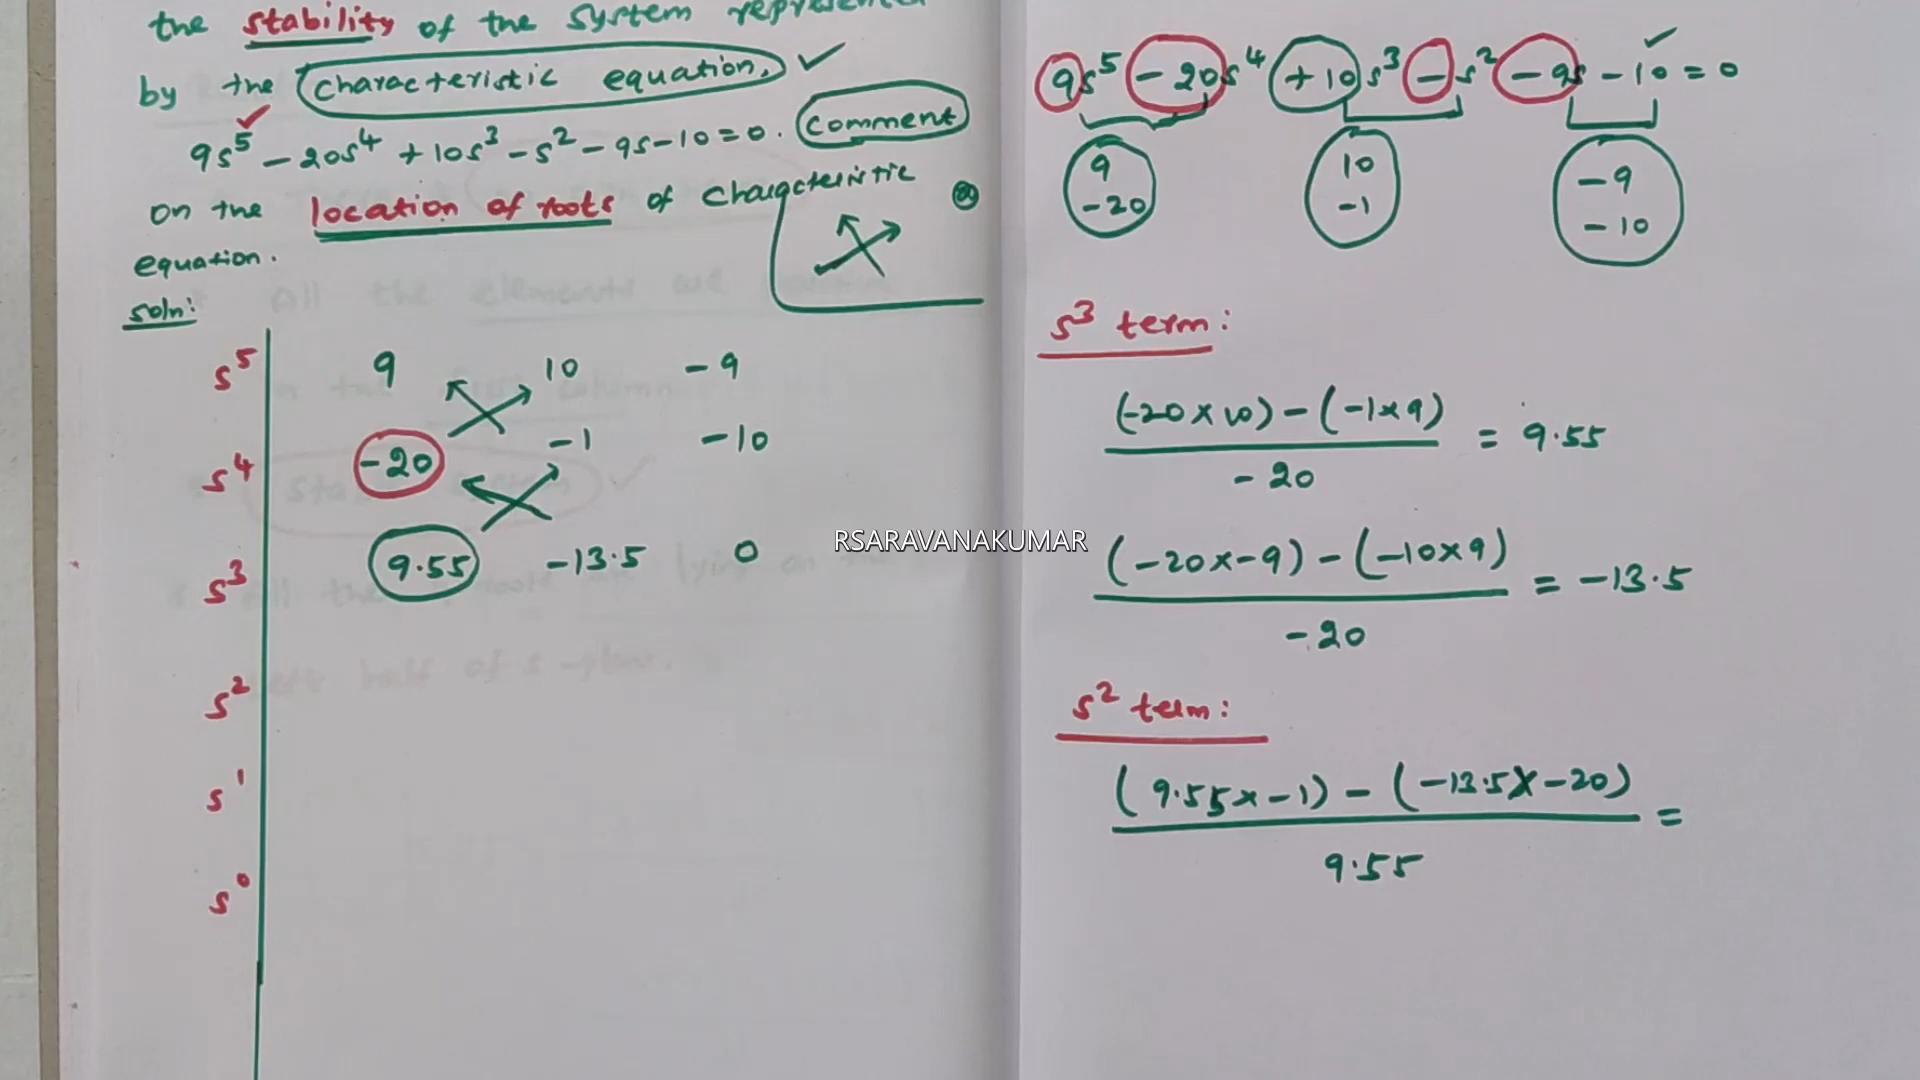 the stability of the system represented
by the characteristic equation,
9s⁵ - 20s⁴ + 10s³ - s² - 9s - 10 = 0. comment
on the location of roots of characteristic
equation.
soln:
s⁵ 9 10 -9
s⁴ -20 -1 -10
s³ 9.55 -13.5 0
s²
s¹
s⁰
9s⁵ - 20s⁴ + 10s³ - s² - 9s - 10 = 0
9 10 -9
-20 -1 -10
s³ term:
(-20 x 10) - (-1 x 9)
= 9.55
-20
(-20 x -9) - (-10 x 9)
= -13.5
-20
s² term:
(9.55 x -1) - (-13.5 x -20)
=
9.55
RSARAVANAKUMAR